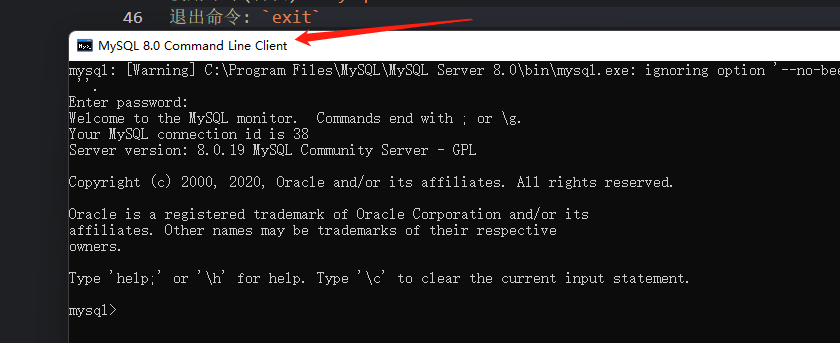 46 退出命令: `exit`
MySQL 8.0 Command Line Client
mysql: [Warning] C:\Program Files\MySQL\MySQL Server 8.0\bin\mysql.exe: ignoring option '--no-bee
''.
Enter password:
Welcome to the MySQL monitor.  Commands end with ; or \g.
Your MySQL connection id is 38
Server version: 8.0.19 MySQL Community Server - GPL
Copyright (c) 2000, 2020, Oracle and/or its affiliates. All rights reserved.
Oracle is a registered trademark of Oracle Corporation and/or its
affiliates. Other names may be trademarks of their respective
owners.
Type 'help;' or '\h' for help. Type '\c' to clear the current input statement.
mysql>